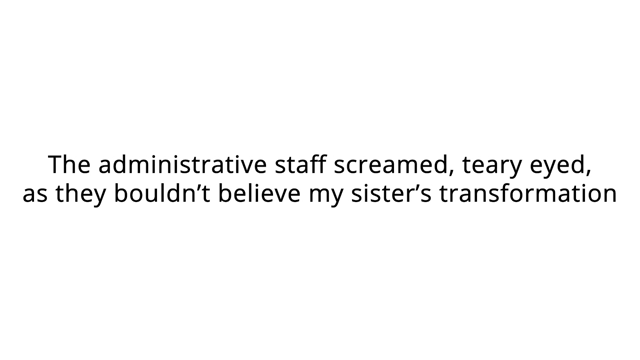 The administrative staff screamed, teary eyed,
as they bouldn’t believe my sister’s transformation